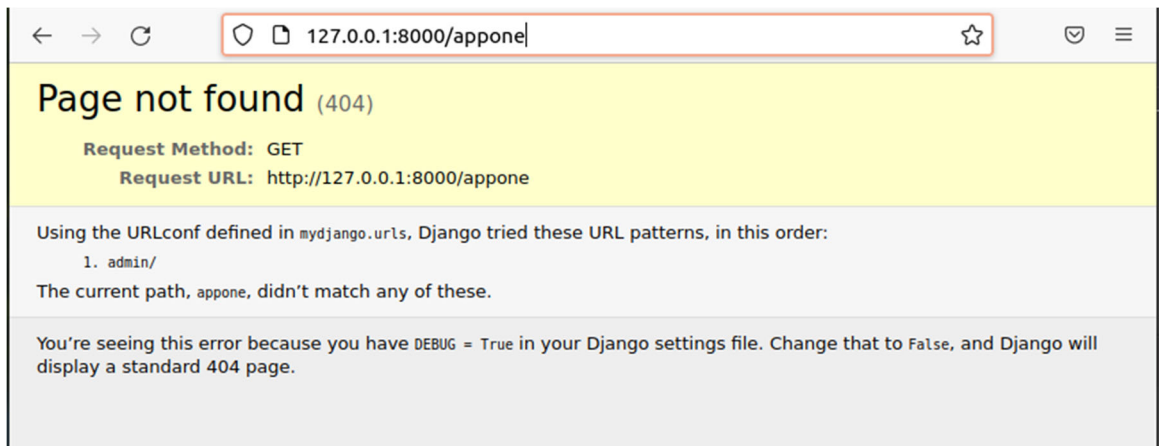 127.0.0.1:8000/appone
Page not found (404)
Request Method: GET
Request URL: http://127.0.0.1:8000/appone
Using the URLconf defined in mydjango.urls, Django tried these URL patterns, in this order:
1. admin/
The current path, appone, didn’t match any of these.
You’re seeing this error because you have DEBUG = True in your Django settings file. Change that to False, and Django will
display a standard 404 page.